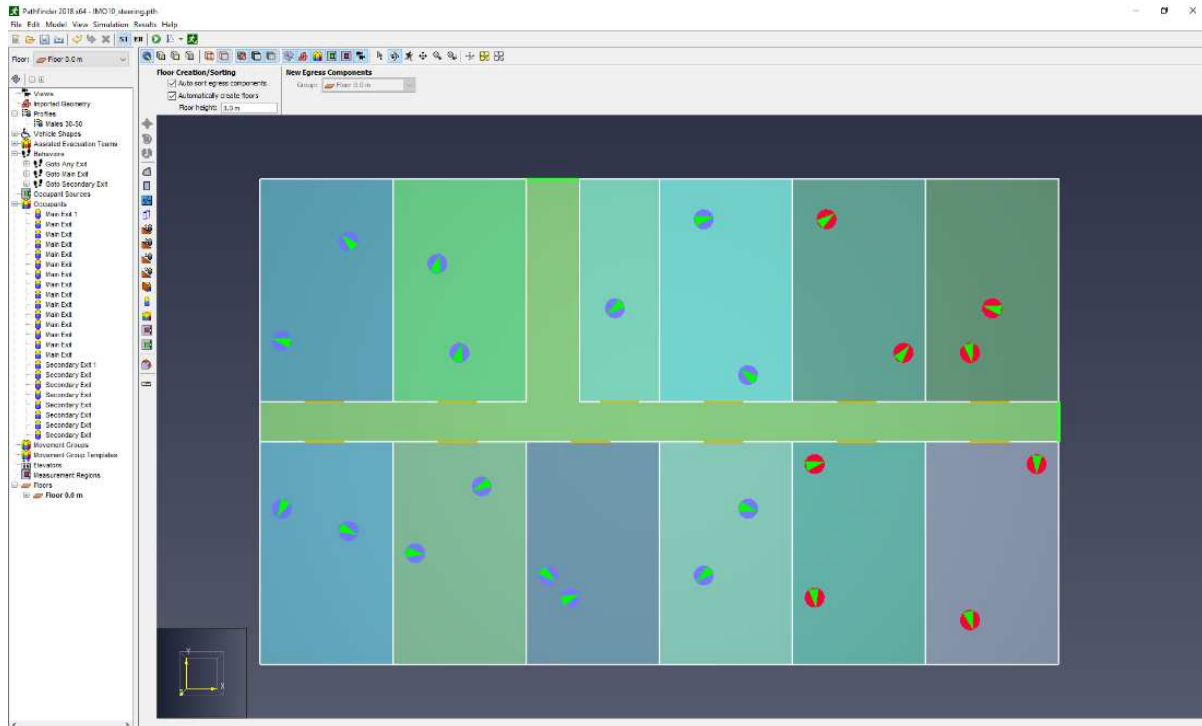 Pathfinder 2018 x64 - IMO10_steering.pth
File Edit Model View Simulation Results Help
Floor: Floor 0.0 m
Floor Creation/Sorting
Auto sort egress components
Automatically create floors
Floor height: 3.0 m
New Egress Components
Group: Floor 0.0 m
Views
Imported Geometry
Profiles
Males 30-50
Vehicle Shapes
Assisted Evacuation Teams
Behaviors
Goto Any Exit
Goto Main Exit
Goto Secondary Exit
Occupant Sources
Occupants
Main Exit 1
Main Exit
Main Exit
Main Exit
Main Exit
Main Exit
Main Exit
Main Exit
Main Exit
Main Exit
Main Exit
Main Exit
Main Exit
Main Exit
Main Exit
Secondary Exit 1
Secondary Exit
Secondary Exit
Secondary Exit
Secondary Exit
Secondary Exit
Secondary Exit
Secondary Exit
Movement Groups
Movement Group Templates
Elevators
Measurement Regions
Floors
Floor 0.0 m
Y
X